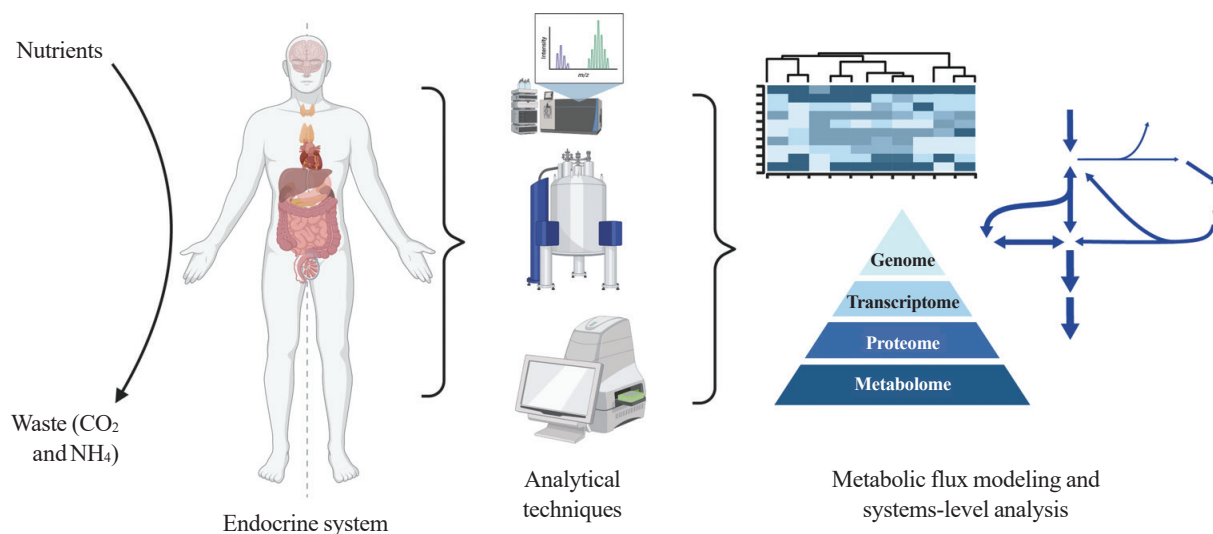 Nutrients
Waste (CO₂
and NH₄)
Endocrine system
Intensity
m/z
Analytical
techniques
Genome
Transcriptome
Proteome
Metabolome
Metabolic flux modeling and
systems-level analysis